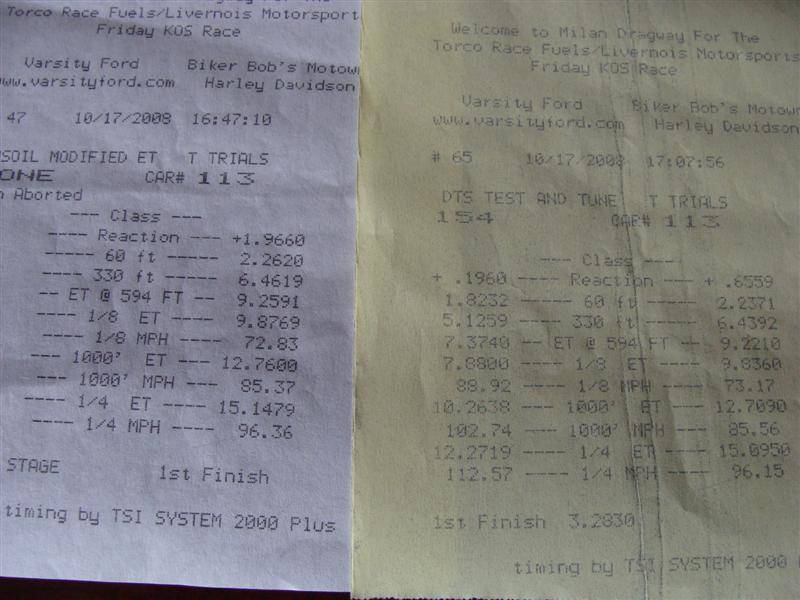 Torco Race Fuels/Livernois Motorsport
Friday KOS Race
Varsity Ford Biker Bob's Motow
www.varsityford.com Harley Davidson
47 10/17/2008 16:47:10
SOIL MODIFIED ET T TRIALS
ONE CAR# 113
Aborted
--- Class ---
---- Reaction --- +1.9660
----- 60 ft ----- 2.2620
---- 330 ft ----- 6.4619
-- ET @ 594 FT -- 9.2591
---- 1/8 ET ---- 9.8769
---- 1/8 MPH ---- 72.83
--- 1000' ET --- 12.7600
--- 1000' MPH --- 85.37
---- 1/4 ET ---- 15.1479
---- 1/4 MPH ---- 96.36
STAGE 1st Finish
timing by TSI SYSTEM 2000 Plus
Welcome to Milan Dragway For The
Torco Race Fuels/Livernois Motorsports
Friday KOS Race
Varsity Ford Biker Bob's Motow
www.varsityford.com Harley Davidson
# 65 10/17/2008 17:07:56
DTS TEST AND TUNE T TRIALS
154 CAR# 113
--- Class ---
+ .1960 ---- Reaction --- + .6559
1.8232 ----- 60 ft ----- 2.2371
5.1259 ---- 330 ft ----- 6.4392
7.3740 -- ET @ 594 FT -- 9.2210
7.8800 ---- 1/8 ET ---- 9.8360
88.92 ---- 1/8 MPH ---- 73.17
10.2638 --- 1000' ET --- 12.7090
102.74 --- 1000' MPH --- 85.56
12.2719 ---- 1/4 ET ---- 15.0950
112.57 ---- 1/4 MPH ---- 96.15
1st Finish 3.2830
timing by TSI SYSTEM 2000